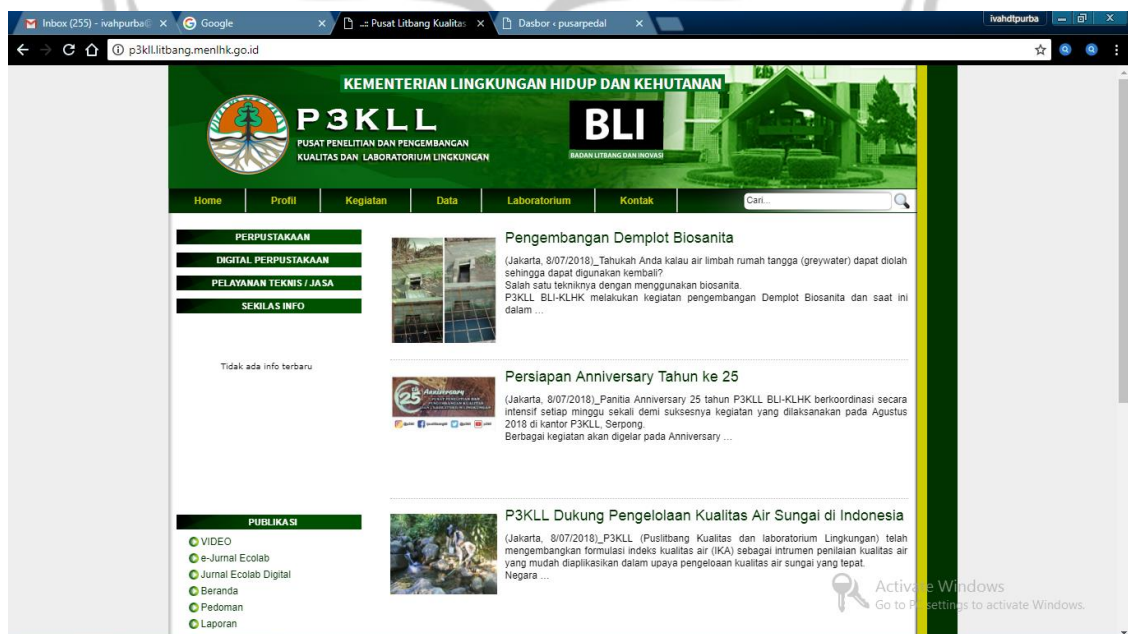 Inbox (255) - ivahpurba@
Google
..:: Pusat Litbang Kualitas
Dasbor ‹ pusarpedal
ivahdtpurba
p3kll.litbang.menlhk.go.id
KEMENTERIAN LINGKUNGAN HIDUP DAN KEHUTANAN
P3KLL
PUSAT PENELITIAN DAN PENGEMBANGAN
KUALITAS DAN LABORATORIUM LINGKUNGAN
BLI
BADAN LITBANG DAN INOVASI
Home Profil Kegiatan Data Laboratorium Kontak Cari...
PERPUSTAKAAN
DIGITAL PERPUSTAKAAN
PELAYANAN TEKNIS / JASA
SEKILAS INFO
Tidak ada info terbaru
PUBLIKASI
VIDEO
e-Jurnal Ecolab
Jurnal Ecolab Digital
Beranda
Pedoman
Laporan
Pengembangan Demplot Biosanita
(Jakarta, 8/07/2018)_Tahukah Anda kalau air limbah rumah tangga (greywater) dapat diolah
sehingga dapat digunakan kembali?
Salah satu tekniknya dengan menggunakan biosanita.
P3KLL BLI-KLHK melakukan kegiatan pengembangan Demplot Biosanita dan saat ini
dalam ...
Persiapan Anniversary Tahun ke 25
(Jakarta, 8/07/2018)_Panitia Anniversary 25 tahun P3KLL BLI-KLHK berkoordinasi secara
intensif setiap minggu sekali demi suksesnya kegiatan yang dilaksanakan pada Agustus
2018 di kantor P3KLL, Serpong.
Berbagai kegiatan akan digelar pada Anniversary ...
25
Anniversary
P3KLL Dukung Pengelolaan Kualitas Air Sungai di Indonesia
(Jakarta, 8/07/2018)_P3KLL (Puslitbang Kualitas dan laboratorium Lingkungan) telah
mengembangkan formulasi indeks kualitas air (IKA) sebagai intrumen penilaian kualitas air
yang mudah diaplikasikan dalam upaya pengeloaan kualitas air sungai yang tepat.
Negara ...
Activate Windows
Go to PC settings to activate Windows.